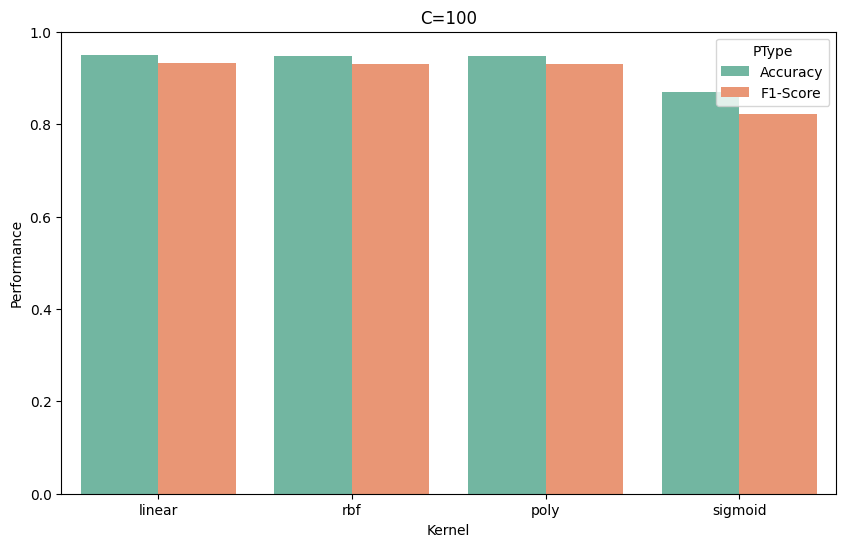 C=100
PType
Accuracy
F1-Score
Performance
1.0
0.8
0.6
0.4
0.2
0.0
linear rbf poly sigmoid
Kernel